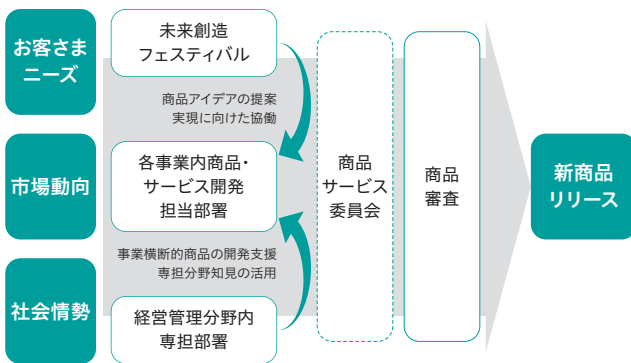 お客さま
ニーズ
市場動向
社会情勢
未来創造
フェスティバル
商品アイデアの提案
実現に向けた協働
各事業内商品・
サービス開発
担当部署
事業横断的商品の開発支援
専担分野知見の活用
経営管理分野内
専担部署
商品
サービス
委員会
商品
審査
新商品
リリース